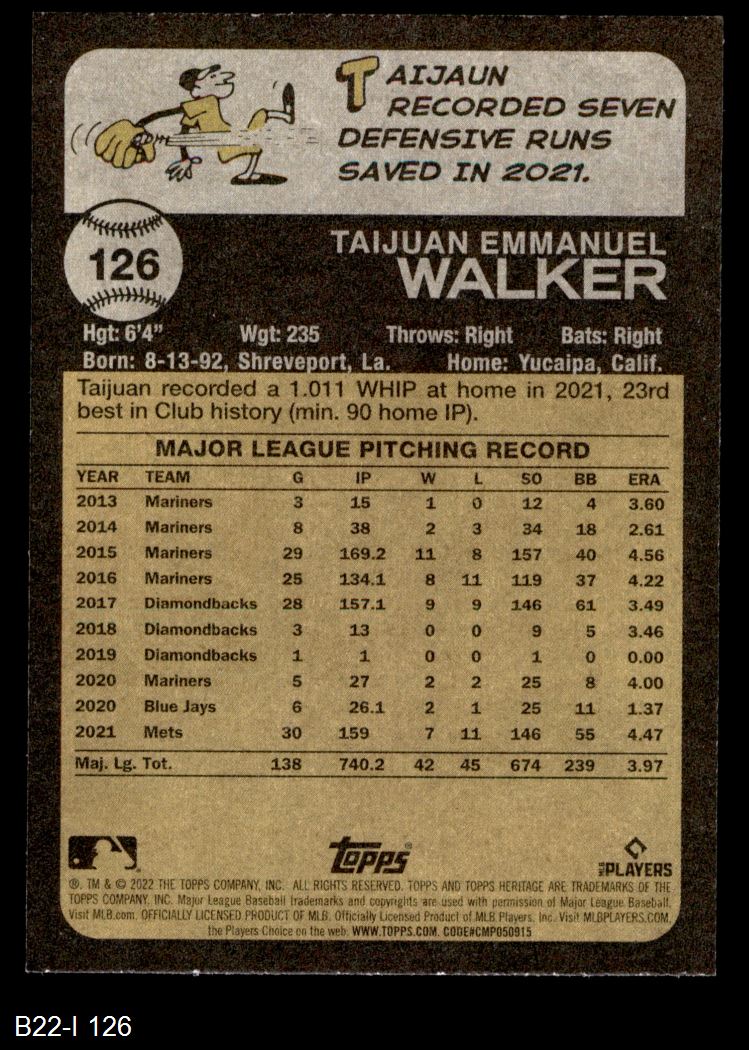 TAIJAUN
RECORDED SEVEN
DEFENSIVE RUNS
SAVED IN 2021.
126
TAIJUAN EMMANUEL
WALKER
Hgt: 6'4" Wgt: 235 Throws: Right Bats: Right
Born: 8-13-92, Shreveport, La. Home: Yucaipa, Calif.
Taijuan recorded a 1.011 WHIP at home in 2021, 23rd
best in Club history (min. 90 home IP).
MAJOR LEAGUE PITCHING RECORD
YEAR TEAM G IP W L SO BB ERA
2013 Mariners 3 15 1 0 12 4 3.60
2014 Mariners 8 38 2 3 34 18 2.61
2015 Mariners 29 169.2 11 8 157 40 4.56
2016 Mariners 25 134.1 8 11 119 37 4.22
2017 Diamondbacks 28 157.1 9 9 146 61 3.49
2018 Diamondbacks 3 13 0 0 9 5 3.46
2019 Diamondbacks 1 1 0 0 1 0 0.00
2020 Mariners 5 27 2 2 25 8 4.00
2020 Blue Jays 6 26.1 2 1 25 11 1.37
2021 Mets 30 159 7 11 146 55 4.47
Maj. Lg. Tot. 138 740.2 42 45 674 239 3.97
Topps
MLB PLAYERS
®, TM & © 2022 THE TOPPS COMPANY, INC. ALL RIGHTS RESERVED. TOPPS AND TOPPS HERITAGE ARE TRADEMARKS OF THE
TOPPS COMPANY, INC. Major League Baseball trademarks and copyrights are used with permission of Major League Baseball.
Visit MLB.com. OFFICIALLY LICENSED PRODUCT OF MLB. Officially Licensed Product of MLB Players, Inc. Visit MLBPLAYERS.COM,
the Players Choice on the web. WWW.TOPPS.COM. CODE#CMP050915
B22-I 126